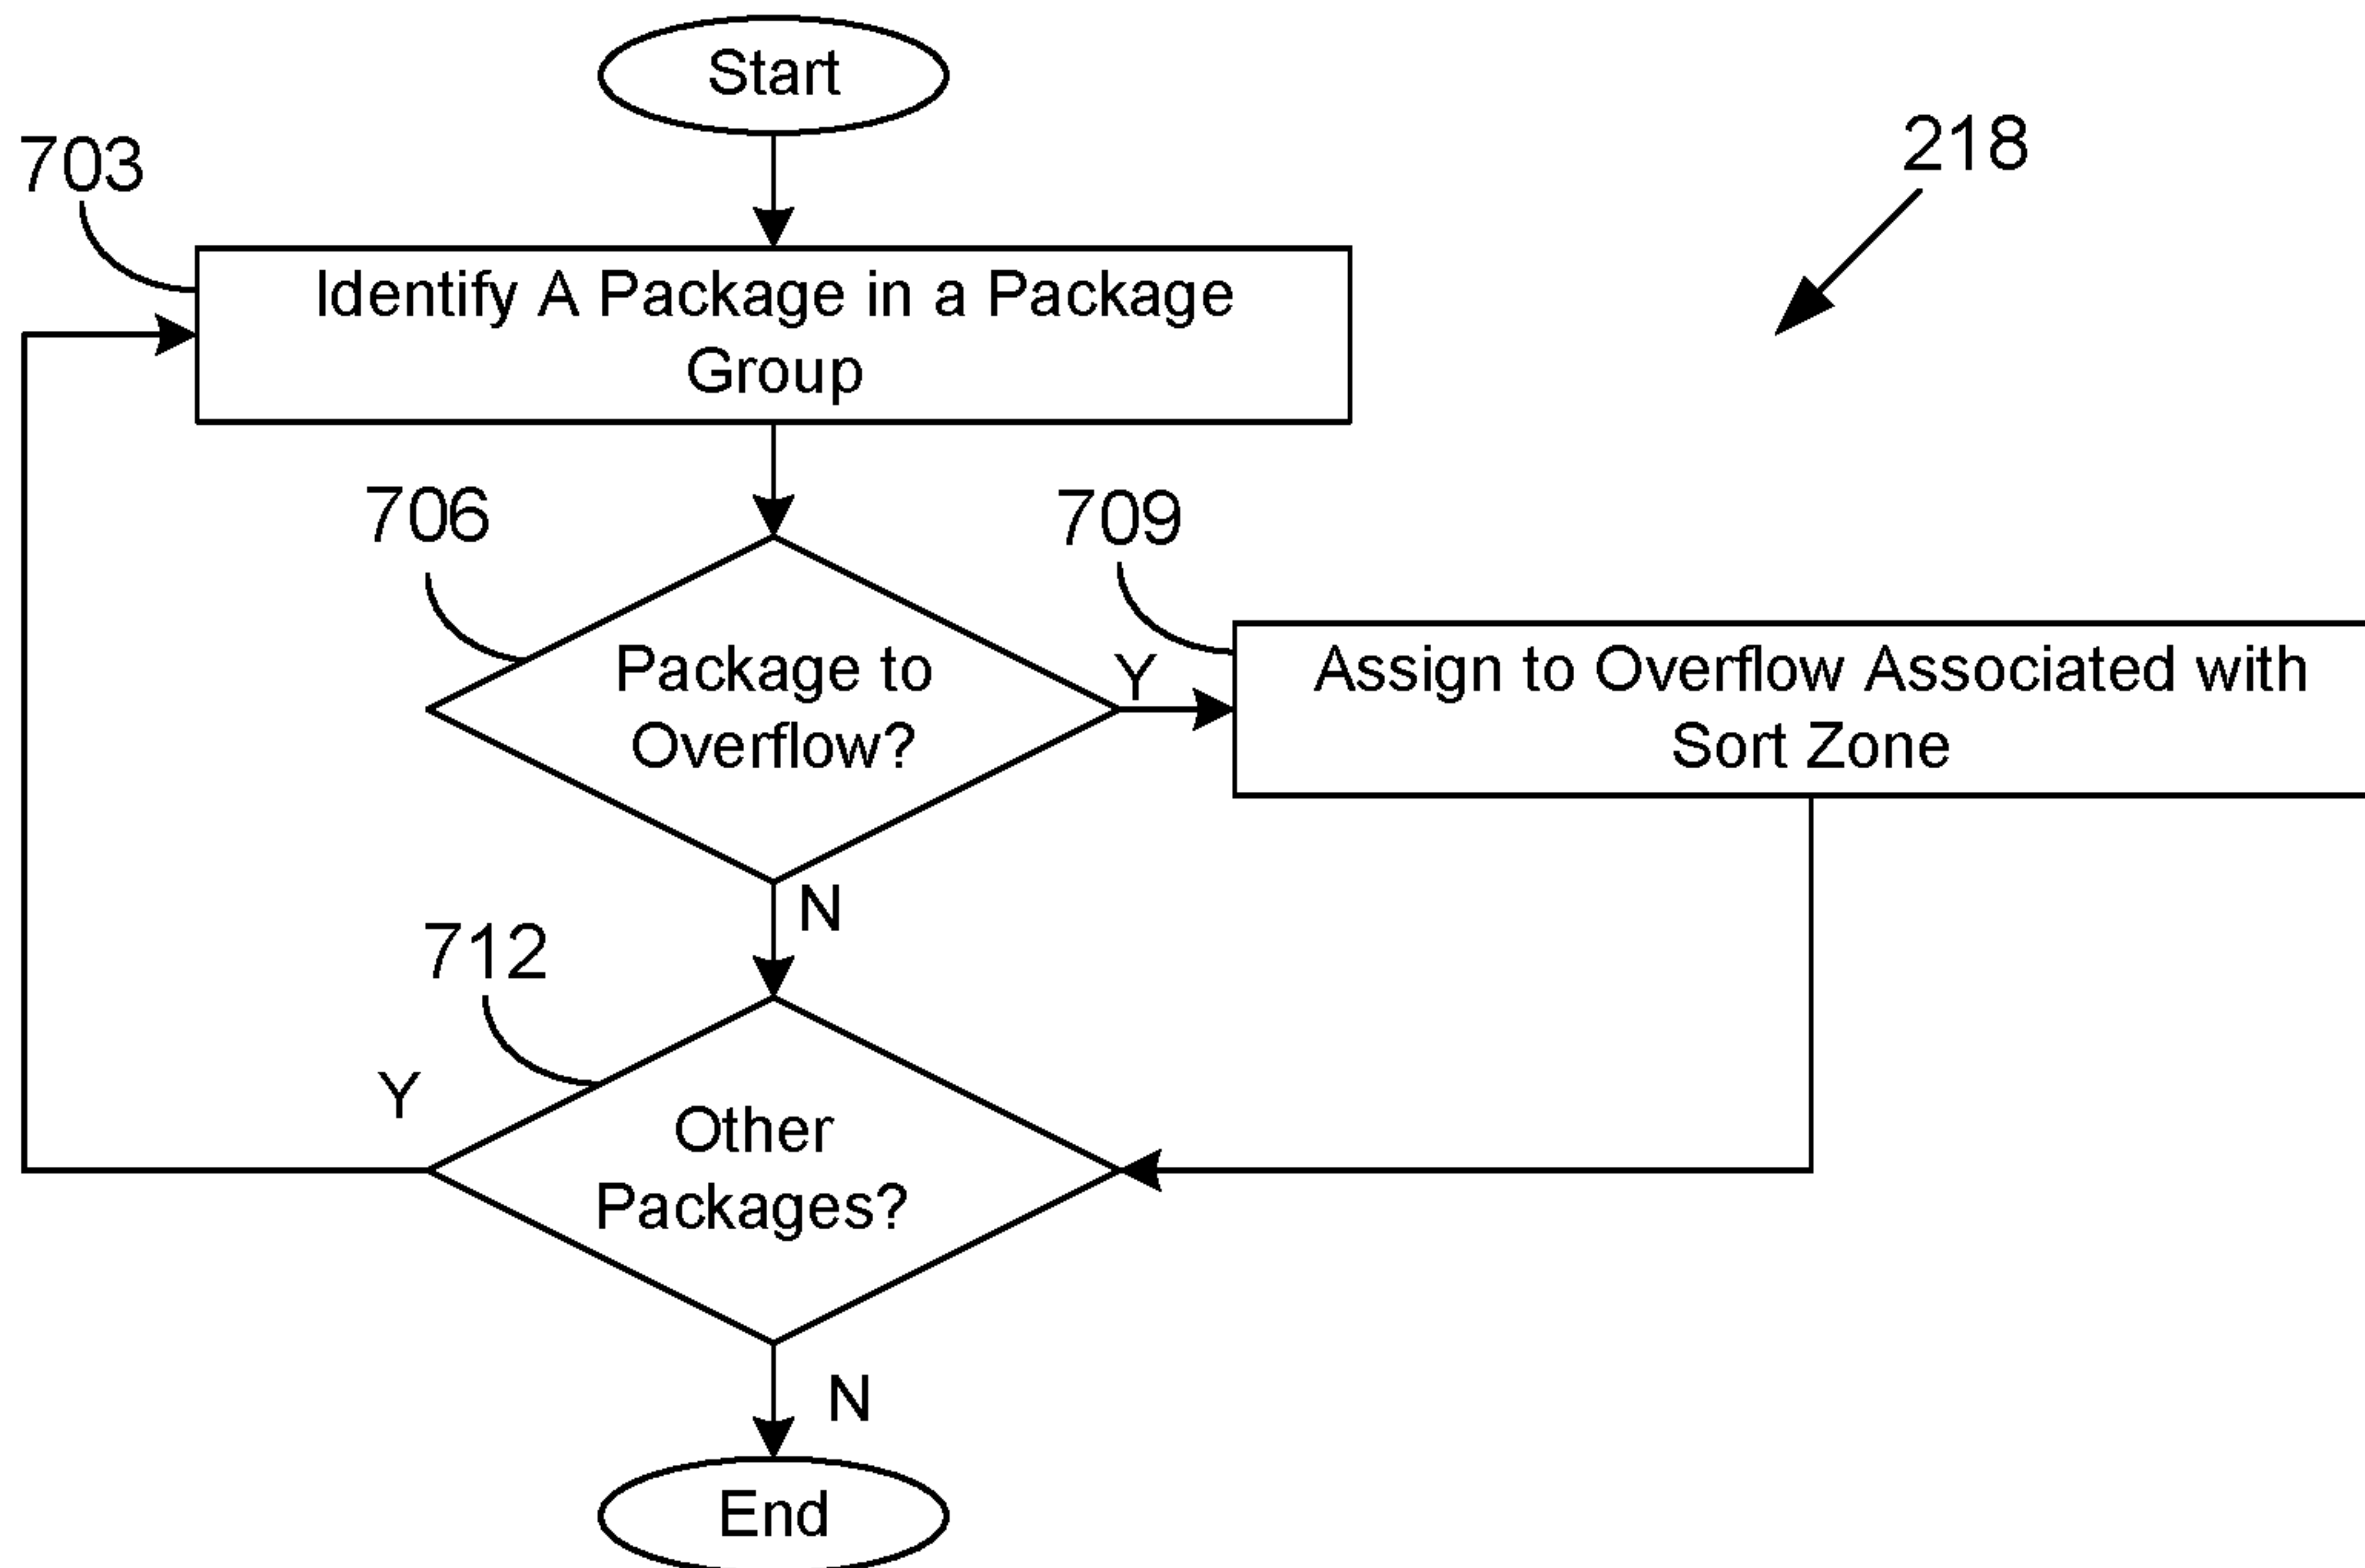 Start
703
218
Identify A Package in a Package
Group
706
709
Package to
Overflow?
Y
Assign to Overflow Associated with
Sort Zone
N
712
Y
Other
Packages?
N
End